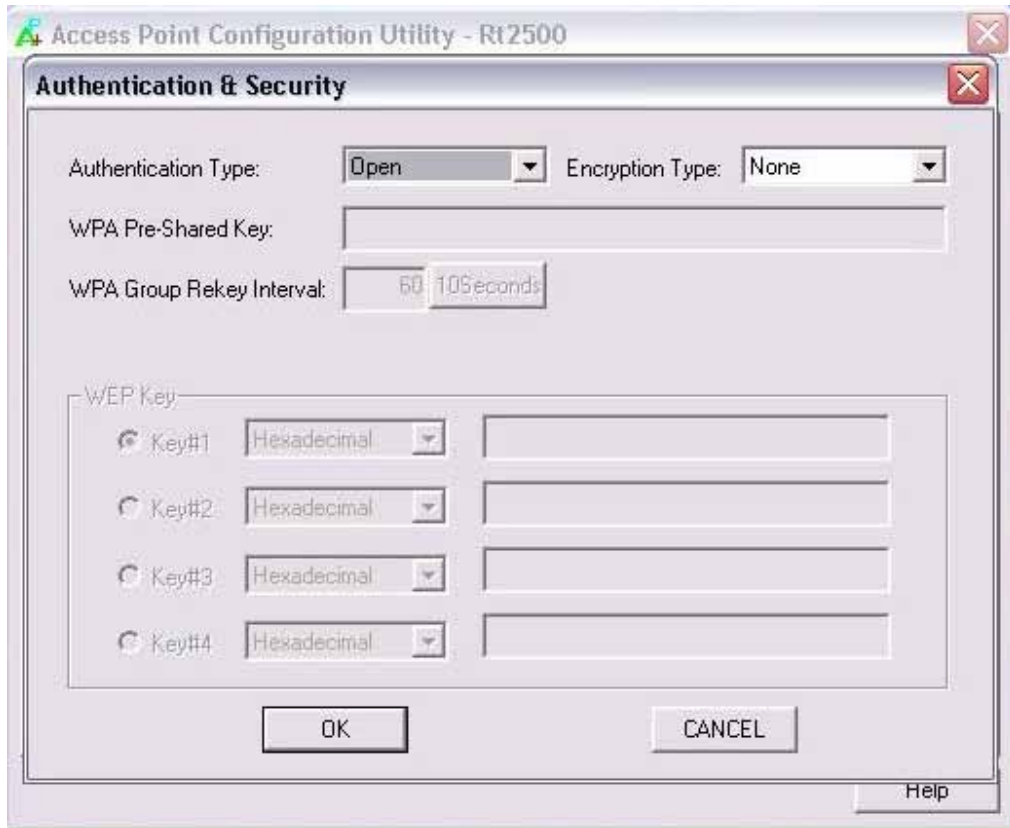 Access Point Configuration Utility - Rt2500
Authentication & Security
Authentication Type: Open Encryption Type: None
WPA Pre-Shared Key:
WPA Group Rekey Interval: 60 10Seconds
WEP Key
Key#1 Hexadecimal
Key#2 Hexadecimal
Key#3 Hexadecimal
Key#4 Hexadecimal
OK CANCEL
Help